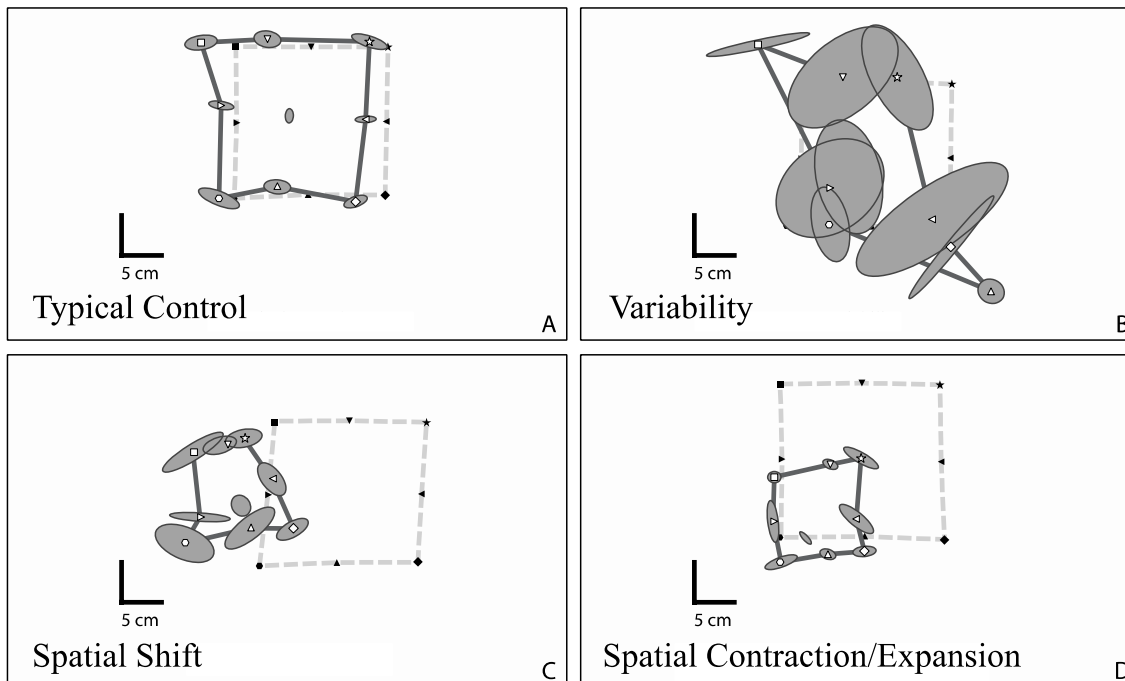 5 cm
Typical Control
A
5 cm
Variability
B
5 cm
Spatial Shift
C
5 cm
Spatial Contraction/Expansion
D